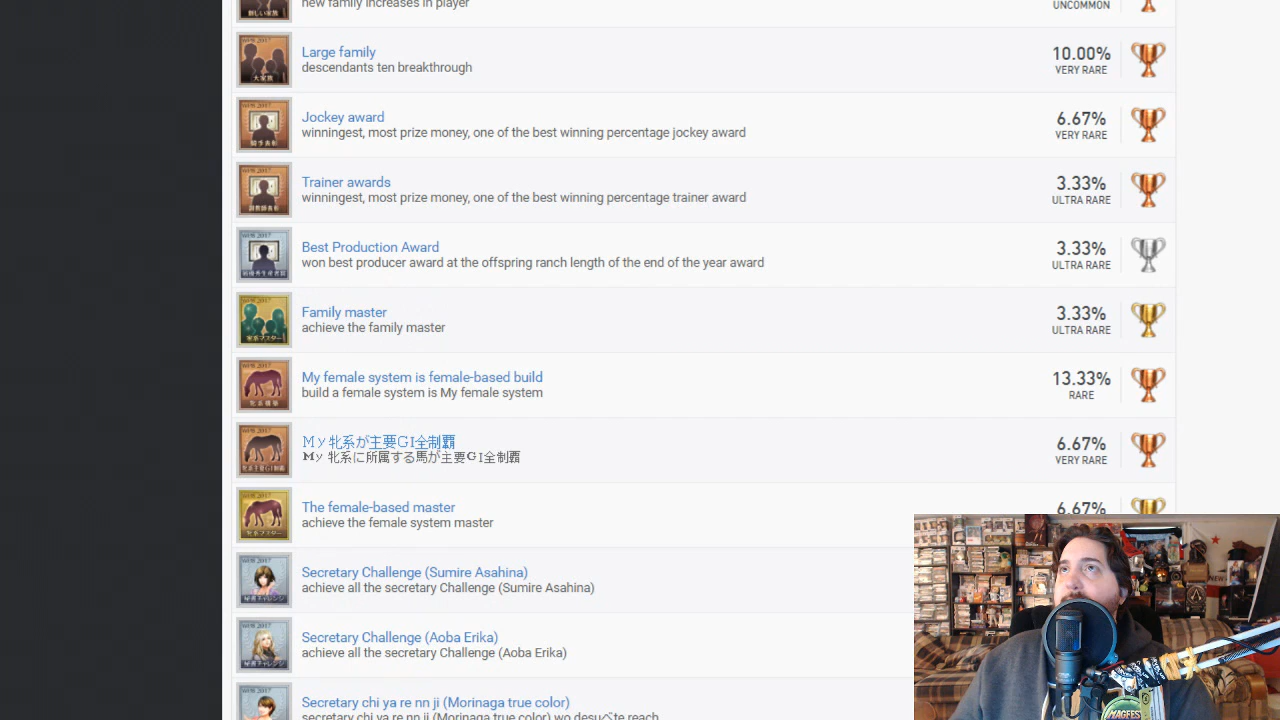 new family increases in player
UNCOMMON
Large family
descendants ten breakthrough
10.00%
VERY RARE
Jockey award
winningest, most prize money, one of the best winning percentage jockey award
6.67%
VERY RARE
Trainer awards
winningest, most prize money, one of the best winning percentage trainer award
3.33%
ULTRA RARE
Best Production Award
won best producer award at the offspring ranch length of the end of the year award
3.33%
ULTRA RARE
Family master
achieve the family master
3.33%
ULTRA RARE
My female system is female-based build
build a female system is My female system
13.33%
RARE
Ｍｙ牝系が主要ＧⅠ全制覇
Ｍｙ牝系に所属する馬が主要ＧⅠ全制覇
6.67%
VERY RARE
The female-based master
achieve the female system master
6.67%
Secretary Challenge (Sumire Asahina)
achieve all the secretary Challenge (Sumire Asahina)
Secretary Challenge (Aoba Erika)
achieve all the secretary Challenge (Aoba Erika)
Secretary chi ya re nn ji (Morinaga true color)
MAGFEST